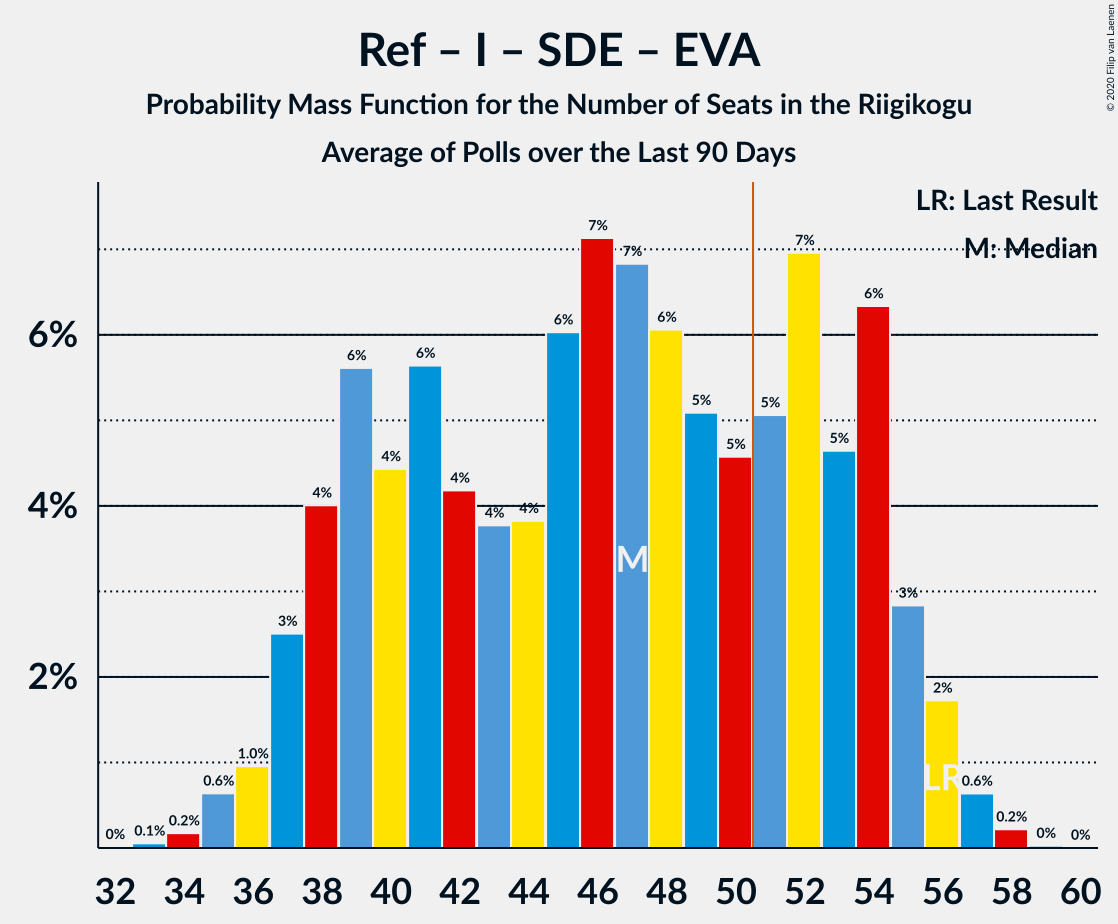 Ref – I – SDE – EVA
Probability Mass Function for the Number of Seats in the Riigikogu
Average of Polls over the Last 90 Days
© 2020 Filip van Laenen
LR: Last Result
M: Median
6%
4%
2%
0% 0.1% 0.2% 0.6% 1.0% 3% 4% 6% 4% 6% 4% 4% 4% 6% 7% 7% 6% 5% 5% 5% 7% 5% 6% 3% 2% 0.6% 0.2% 0% 0%
M
LR
32 34 36 38 40 42 44 46 48 50 52 54 56 58 60